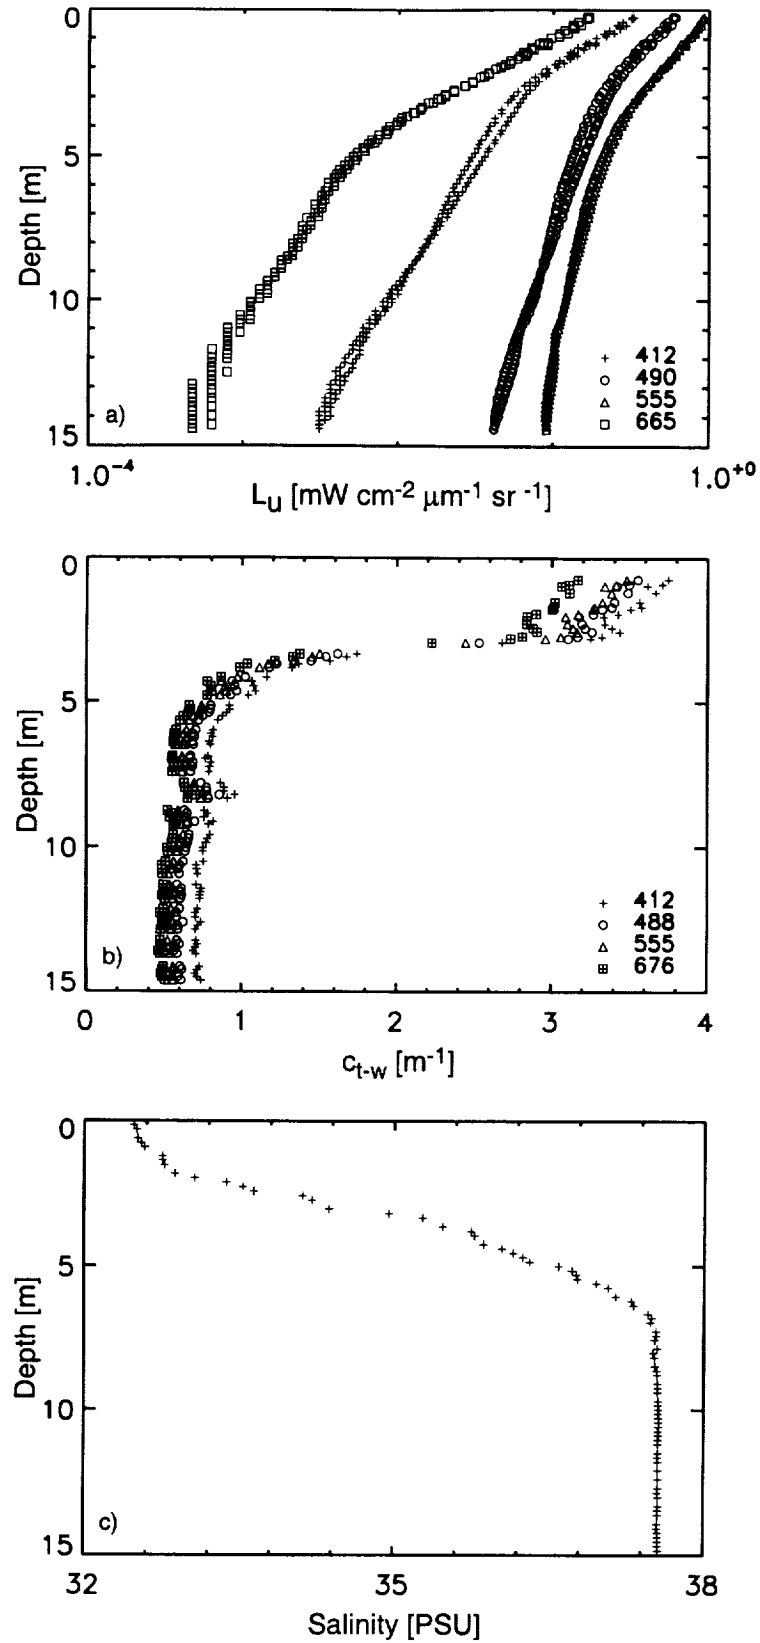 0
5
10
15
Depth [m]
a)
+ 412
○ 490
△ 555
□ 665
1.0⁻⁴
1.0⁺⁰
Lᵤ [mW cm⁻² μm⁻¹ sr ⁻¹]
0
5
10
15
Depth [m]
b)
+ 412
○ 488
△ 555
⊞ 676
0 1 2 3 4
c_t-w [m⁻¹]
0
5
10
15
Depth [m]
c)
32 35 38
Salinity [PSU]